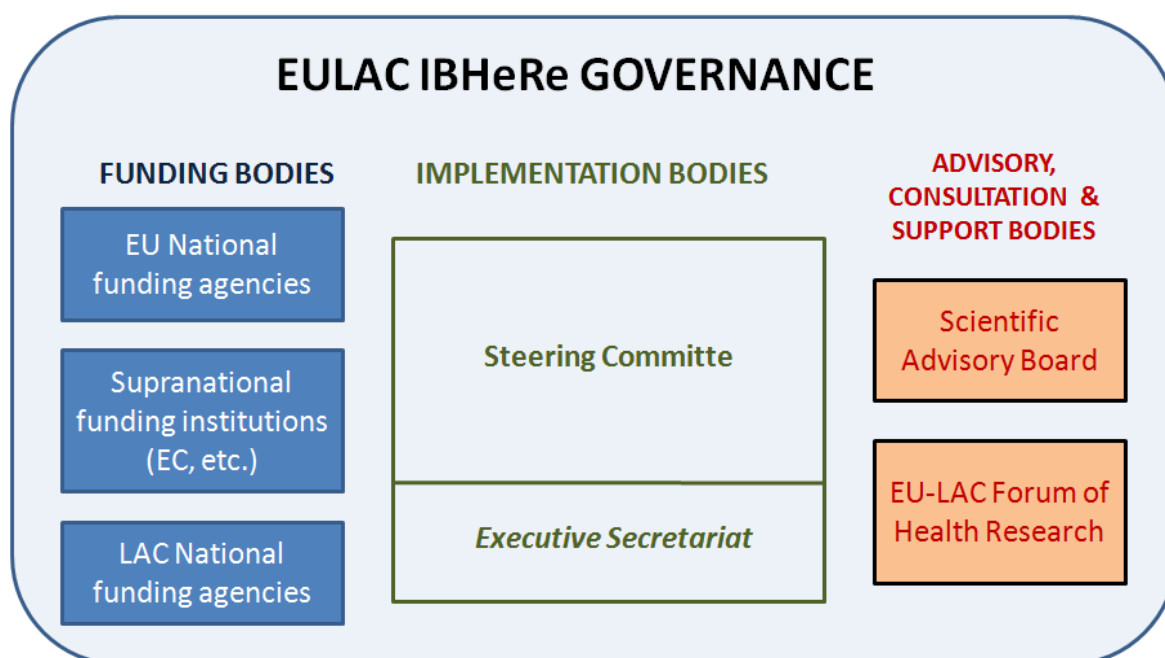 EULAC IBHeRe GOVERNANCE
FUNDING BODIES
EU National
funding agencies
Supranational
funding institutions
(EC, etc.)
LAC National
funding agencies
IMPLEMENTATION BODIES
Steering Committe
Executive Secretariat
ADVISORY,
CONSULTATION &
SUPPORT BODIES
Scientific
Advisory Board
EU-LAC Forum of
Health Research